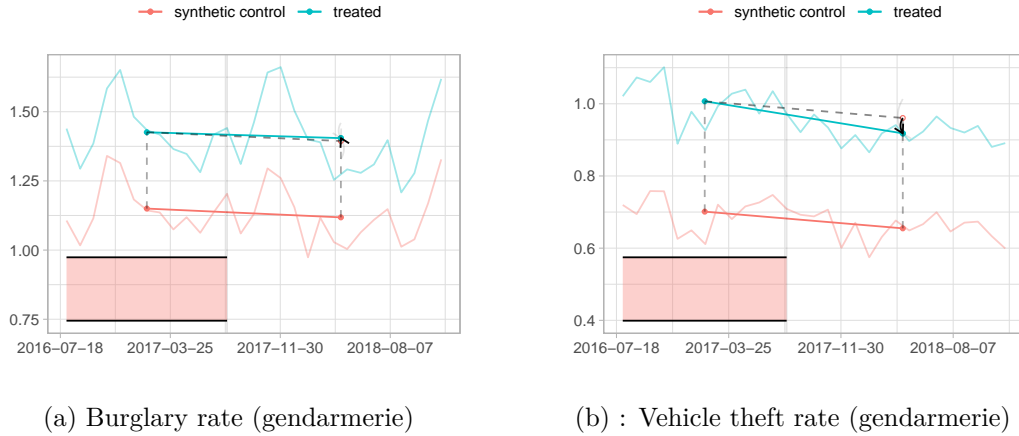 synthetic control treated
1.50
1.25
1.00
0.75
2016−07−18 2017−03−25 2017−11−30 2018−08−07
(a) Burglary rate (gendarmerie)
synthetic control treated
1.0
0.8
0.6
0.4
2016−07−18 2017−03−25 2017−11−30 2018−08−07
(b) : Vehicle theft rate (gendarmerie)